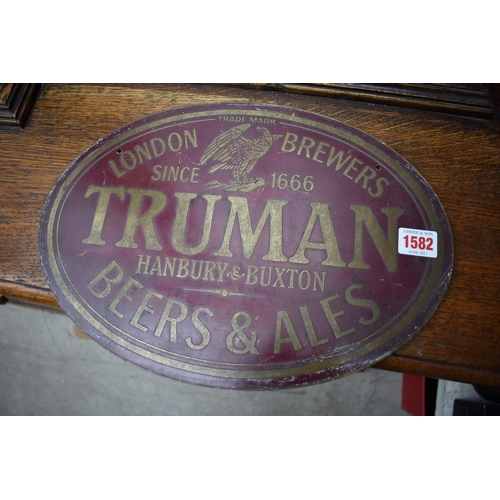 TRADE MARK
LONDON BREWERS
SINCE 1666
TRUMAN
HANBURY & BUXTON
BEERS & ALES
1582